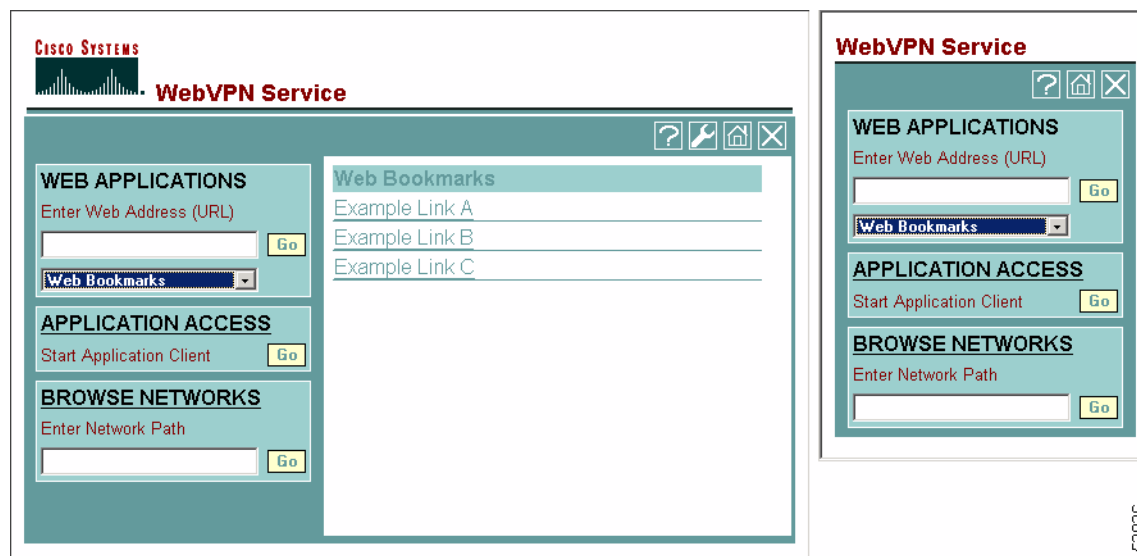 CISCO SYSTEMS
WebVPN Service
WEB APPLICATIONS
Enter Web Address (URL)
Go
Web Bookmarks
APPLICATION ACCESS
Start Application Client Go
BROWSE NETWORKS
Enter Network Path
Go
Web Bookmarks
Example Link A
Example Link B
Example Link C
WebVPN Service
WEB APPLICATIONS
Enter Web Address (URL)
Go
Web Bookmarks
APPLICATION ACCESS
Start Application Client Go
BROWSE NETWORKS
Enter Network Path
Go